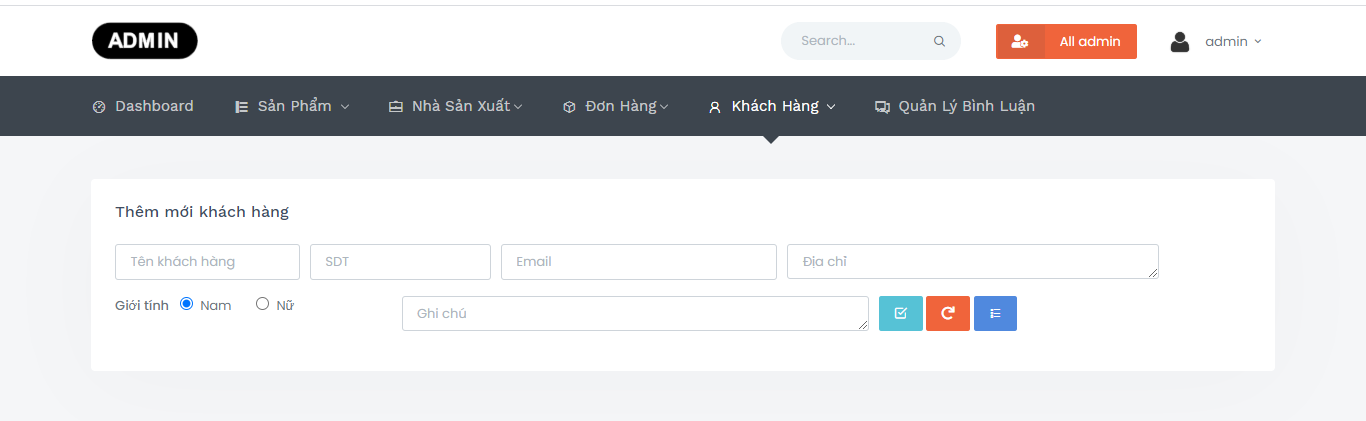 ADMIN
Search...
All admin
admin
Dashboard
Sản Phẩm
Nhà Sản Xuất
Đơn Hàng
Khách Hàng
Quản Lý Bình Luận
Thêm mới khách hàng
Tên khách hàng
SDT
Email
Địa chỉ
Giới tính
Nam
Nữ
Ghi chú